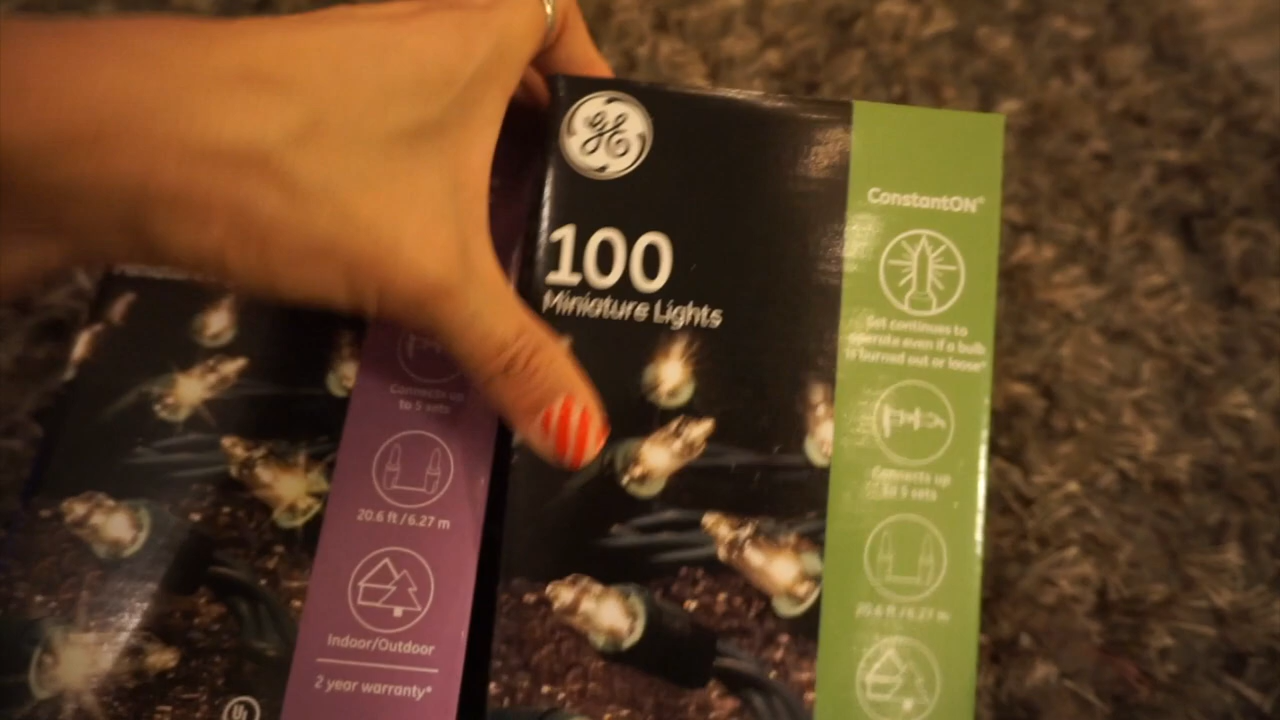 GE
100
Miniature Lights
ConstantON®
Set continues to
operate even if a bulb
is burned out or loose*
Connects up
to 5 sets
20.6 ft / 6.27 m
Connects up
to 5 sets
20.6 ft / 6.27 m
Indoor/Outdoor
2 year warranty*
UL